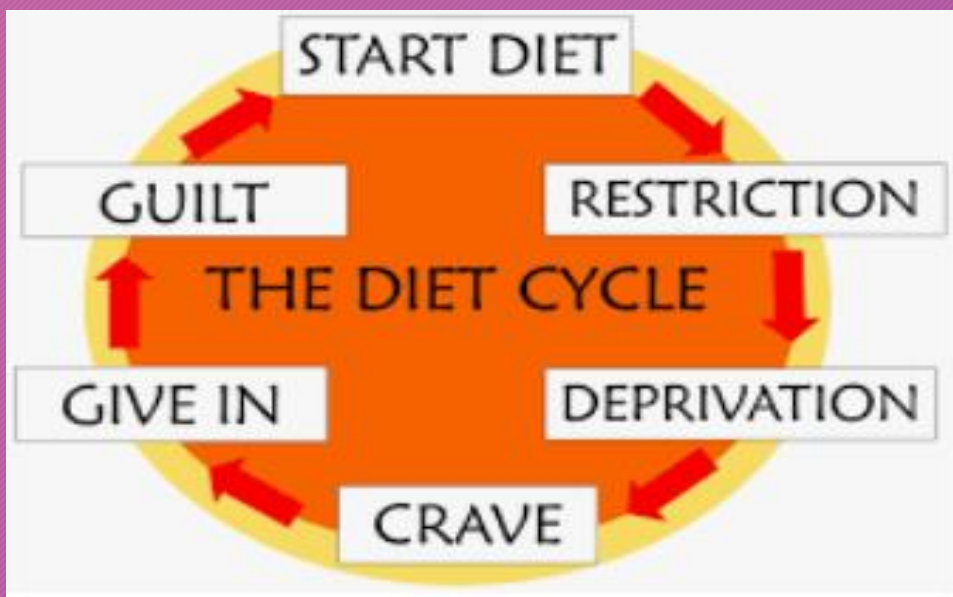 START DIET
RESTRICTION
DEPRIVATION
CRAVE
GIVE IN
GUILT
THE DIET CYCLE